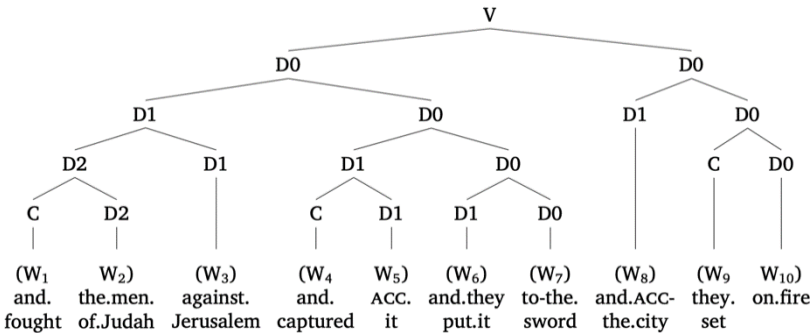 V
D0 D0
D1 D0 D1 D0
D2 D1 D1 D0 C D0
C D2 C D1 D1 D0
(W₁ W₂) (W₃) (W₄ W₅) (W₆) (W₇) (W₈) (W₉ W₁₀)
and. the.men. against. and. ACC. and.they to-the. and.ACC- they. on.fire
fought of.Judah Jerusalem captured it put.it sword the.city set